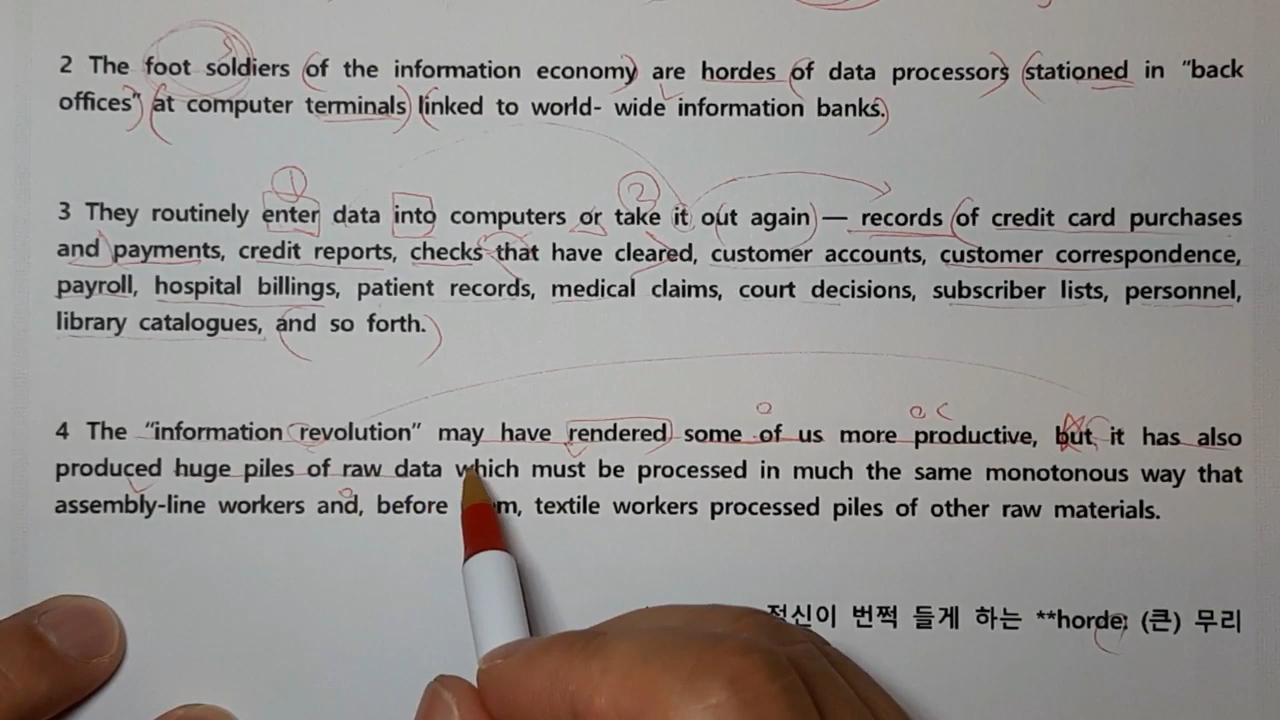 2 The foot soldiers of the information economy are hordes of data processors stationed in "back
offices" at computer terminals linked to world- wide information banks.
①
②
3 They routinely enter data into computers or take it out again — records of credit card purchases
and payments, credit reports, checks that have cleared, customer accounts, customer correspondence,
payroll, hospital billings, patient records, medical claims, court decisions, subscriber lists, personnel,
library catalogues, and so forth.
4 The "information revolution" may have rendered some of us more productive, but it has also
produced huge piles of raw data which must be processed in much the same monotonous way that
assembly-line workers and, before textile workers processed piles of other raw materials.
번쩍 들게 하는 **horde: (큰) 무리